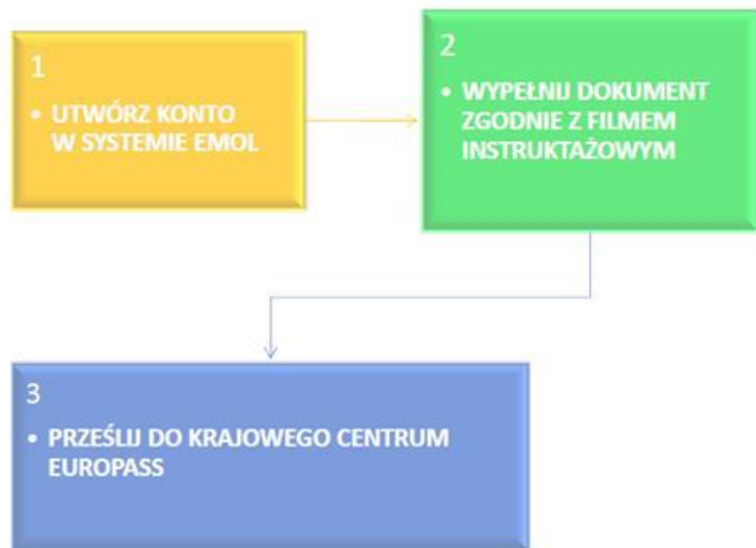 1
• UTWÓRZ KONTO
W SYSTEMIE EMOL
2
• WYPEŁNIJ DOKUMENT
ZGODNIE Z FILMEM
INSTRUKTAŻOWYM
3
• PRZEŚLIJ DO KRAJOWEGO CENTRUM
EUROPASS